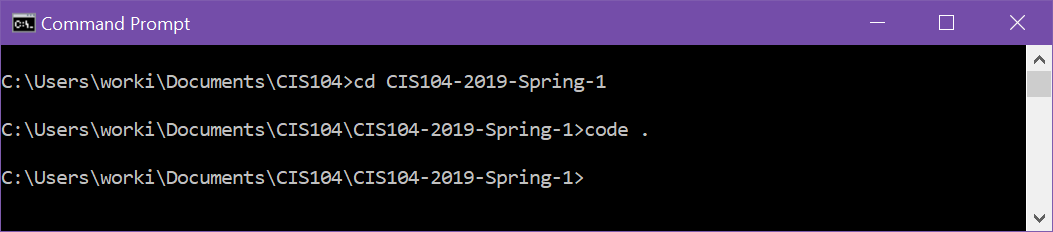 Command Prompt
C:\Users\worki\Documents\CIS104>cd CIS104-2019-Spring-1
C:\Users\worki\Documents\CIS104\CIS104-2019-Spring-1>code .
C:\Users\worki\Documents\CIS104\CIS104-2019-Spring-1>